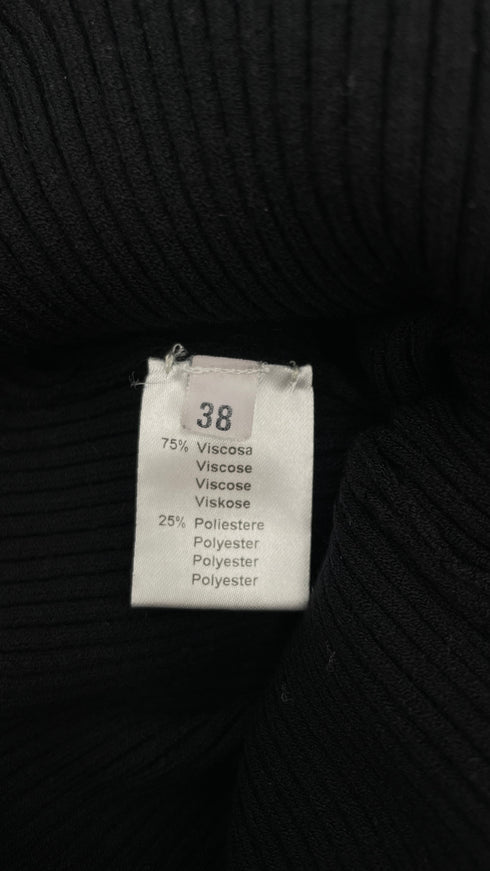 38
75% Viscosa
Viscose
Viscose
Viskose
25% Poliestere
Polyester
Polyester
Polyester